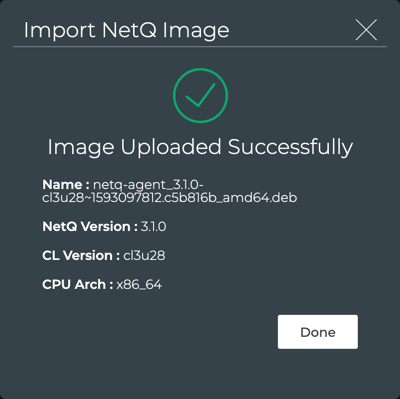 Import NetQ Image
Image Uploaded Successfully
Name : netq-agent_3.1.0-
cl3u28~1593097812.c5b816b_amd64.deb
NetQ Version : 3.1.0
CL Version : cl3u28
CPU Arch : x86_64
Done